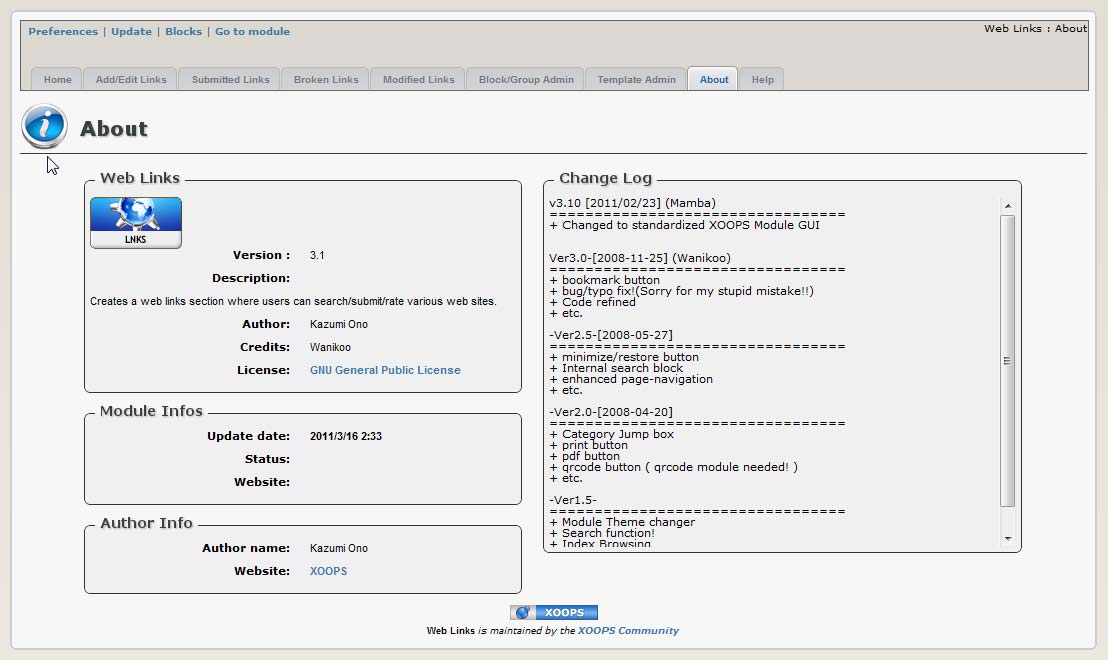 Preferences | Update | Blocks | Go to module
Web Links : About
Home
Add/Edit Links
Submitted Links
Broken Links
Modified Links
Block/Group Admin
Template Admin
About
Help
About
Web Links
LNKS
Version : 3.1
Description:
Creates a web links section where users can search/submit/rate various web sites.
Author: Kazumi Ono
Credits: Wanikoo
License: GNU General Public License
Module Infos
Update date: 2011/3/16 2:33
Status:
Website:
Author Info
Author name: Kazumi Ono
Website: XOOPS
Change Log
v3.10 [2011/02/23] (Mamba)
=================================
+ Changed to standardized XOOPS Module GUI
Ver3.0-[2008-11-25] (Wanikoo)
=================================
+ bookmark button
+ bug/typo fix!(Sorry for my stupid mistake!!)
+ Code refined
+ etc.
-Ver2.5-[2008-05-27]
=================================
+ minimize/restore button
+ Internal search block
+ enhanced page-navigation
+ etc.
-Ver2.0-[2008-04-20]
=================================
+ Category Jump box
+ print button
+ pdf button
+ qrcode button ( qrcode module needed! )
+ etc.
-Ver1.5-
=================================
+ Module Theme changer
+ Search function!
+ Index Browsing
XOOPS
Web Links is maintained by the XOOPS Community